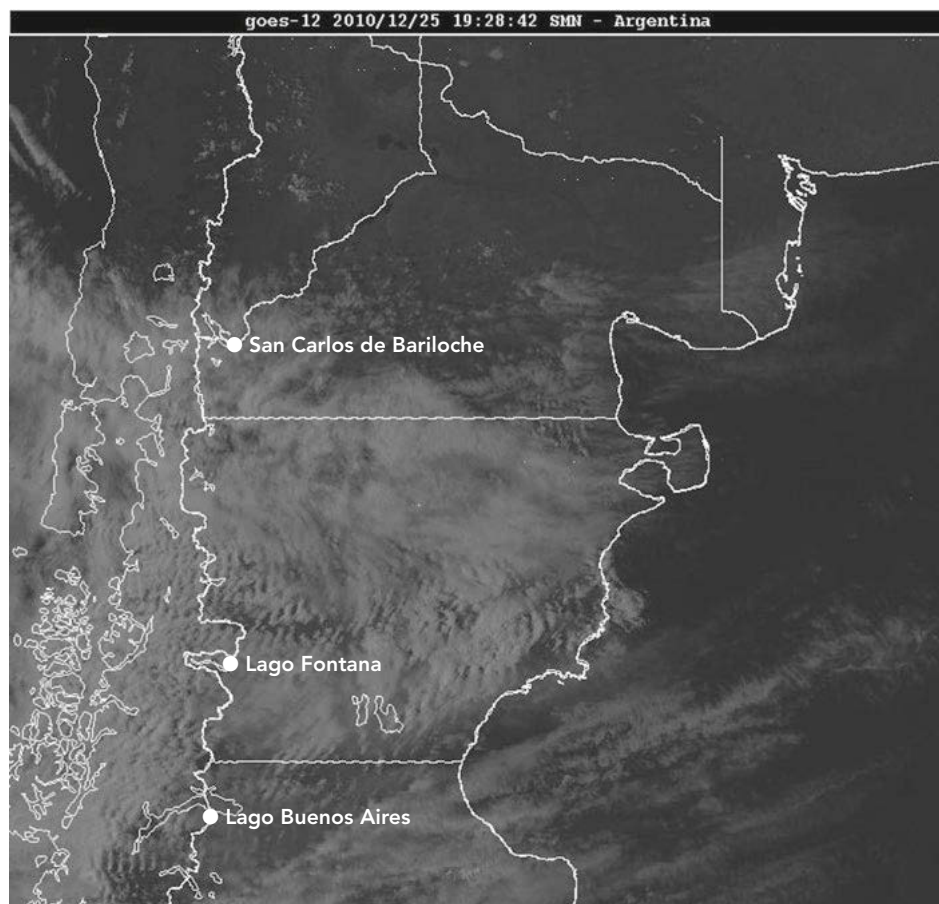 goes-12 2010/12/25 19:28:42 SMN - Argentina
San Carlos de Bariloche
Lago Fontana
Lago Buenos Aires